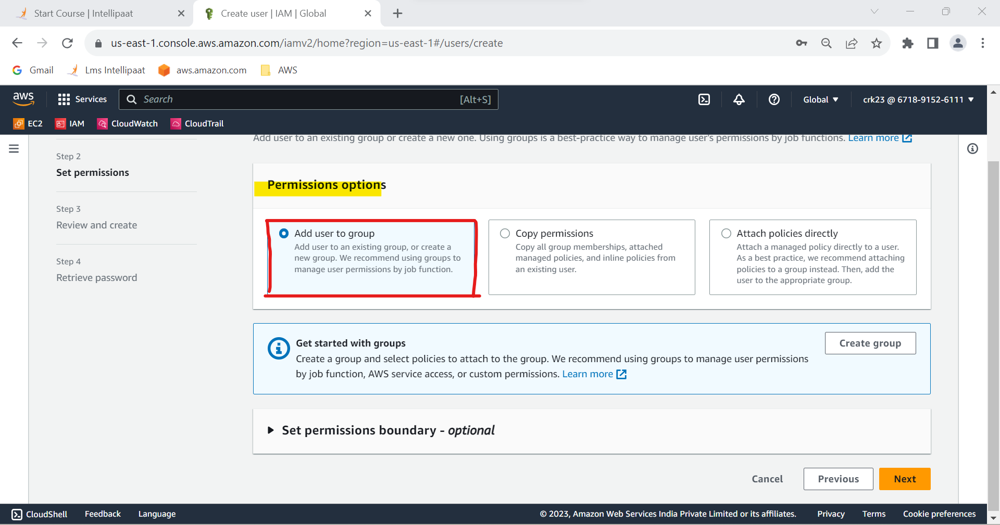 Start Course | Intellipaat
Create user | IAM | Global
us-east-1.console.aws.amazon.com/iamv2/home?region=us-east-1#/users/create
Gmail
Lms Intellipaat
aws.amazon.com
AWS
aws
Services
Search
[Alt+S]
Global
crk23 @ 6718-9152-6111
EC2
IAM
CloudWatch
CloudTrail
Add user to an existing group or create a new one. Using groups is a best-practice way to manage user's permissions by job functions. Learn more
Step 2
Set permissions
Step 3
Review and create
Step 4
Retrieve password
Permissions options
Add user to group
Add user to an existing group, or create a
new group. We recommend using groups to
manage user permissions by job function.
Copy permissions
Copy all group memberships, attached
managed policies, and inline policies from
an existing user.
Attach policies directly
Attach a managed policy directly to a user.
As a best practice, we recommend attaching
policies to a group instead. Then, add the
user to the appropriate group.
Get started with groups
Create a group and select policies to attach to the group. We recommend using groups to manage user permissions
by job function, AWS service access, or custom permissions. Learn more
Create group
Set permissions boundary - optional
Cancel
Previous
Next
CloudShell
Feedback
Language
© 2023, Amazon Web Services India Private Limited or its affiliates.
Privacy
Terms
Cookie preferences